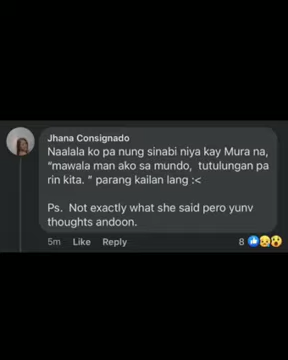 Jhana Consignado
Naalala ko pa nung sinabi niya kay Mura na,
“mawala man ako sa mundo, tutulungan pa
rin kita. ” parang kailan lang :<
Ps. Not exactly what she said pero yunv
thoughts andoon.
5m Like Reply 8